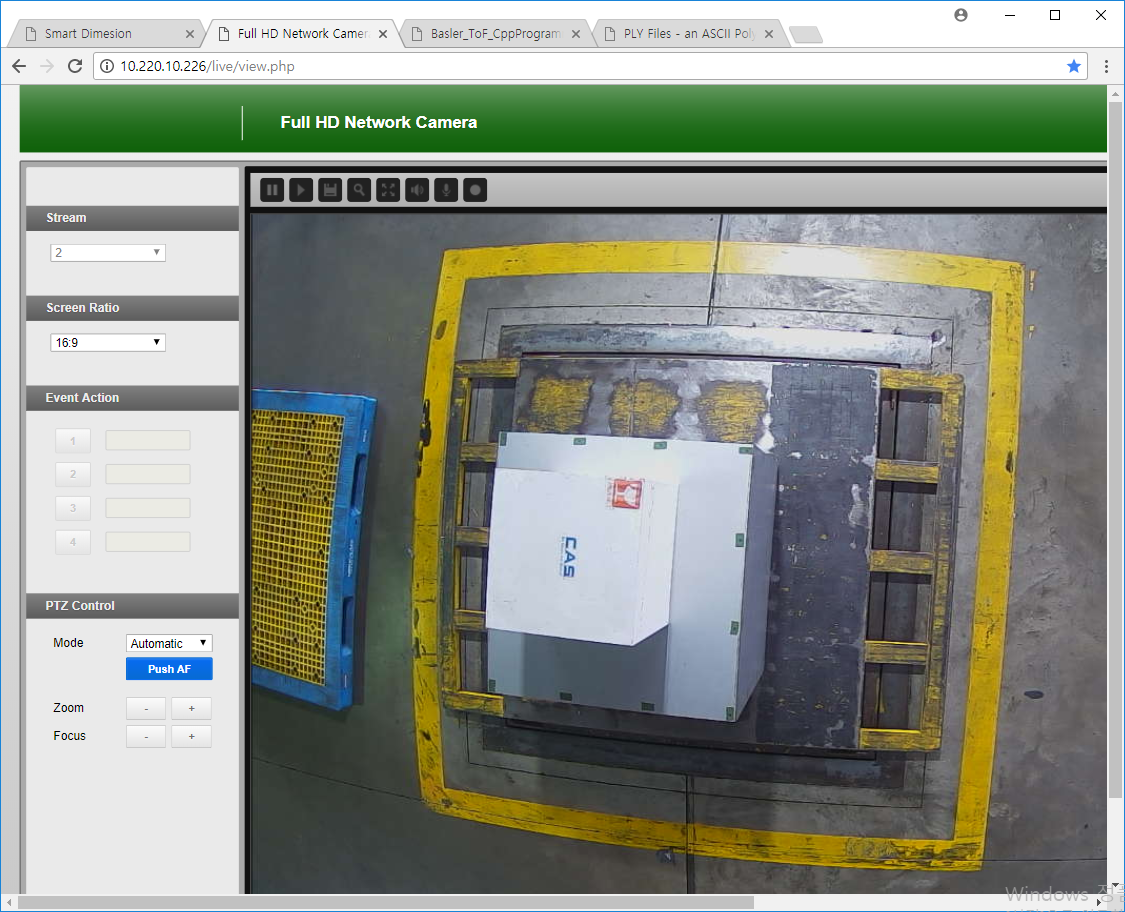 Smart Dimesion
Full HD Network Camer
Basler_ToF_CppProgram
PLY Files - an ASCII Poly
10.220.10.226/live/view.php
Full HD Network Camera
Stream
2
Screen Ratio
16:9
Event Action
1
2
3
4
PTZ Control
Mode
Automatic
Push AF
Zoom
-
+
Focus
-
+
CAS
Windows 정